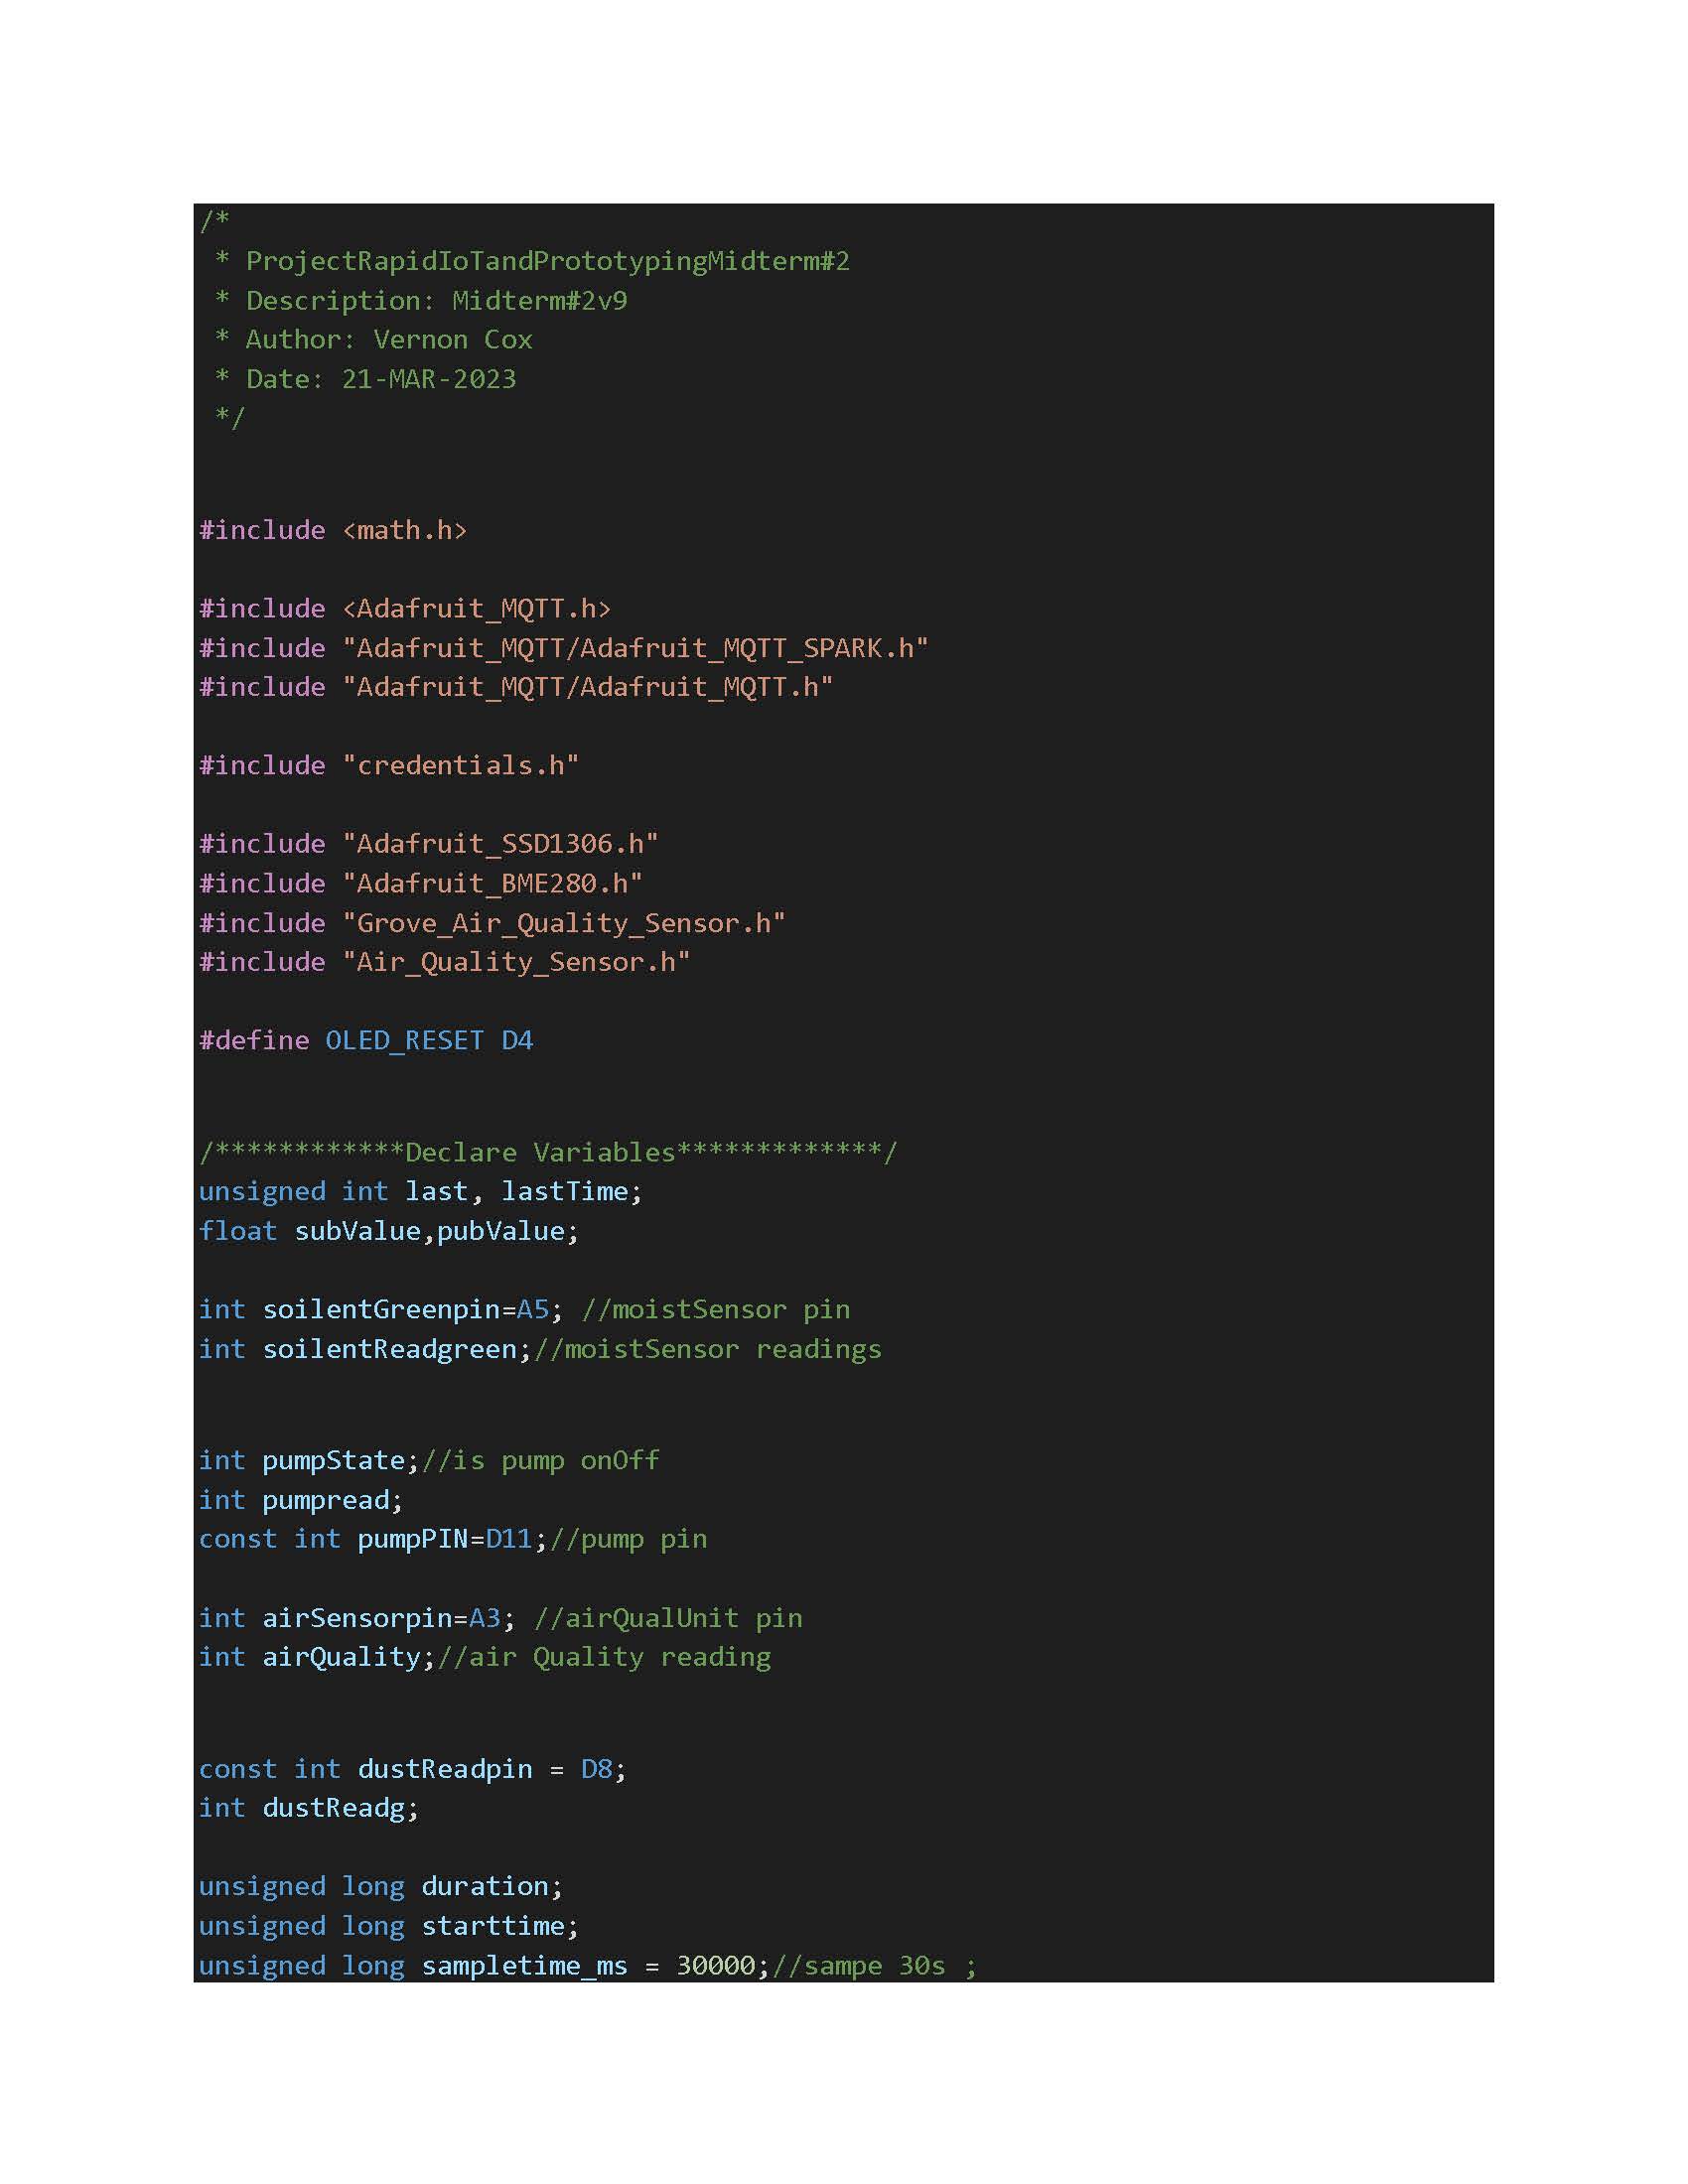 /*
 * ProjectRapidIoTandPrototypingMidterm#2
 * Description: Midterm#2v9
 * Author: Vernon Cox
 * Date: 21-MAR-2023
 */
#include <math.h>
#include <Adafruit_MQTT.h>
#include "Adafruit_MQTT/Adafruit_MQTT_SPARK.h"
#include "Adafruit_MQTT/Adafruit_MQTT.h"
#include "credentials.h"
#include "Adafruit_SSD1306.h"
#include "Adafruit_BME280.h"
#include "Grove_Air_Quality_Sensor.h"
#include "Air_Quality_Sensor.h"
#define OLED_RESET D4
/************Declare Variables*************/
unsigned int last, lastTime;
float subValue,pubValue;
int soilentGreenpin=A5; //moistSensor pin
int soilentReadgreen;//moistSensor readings
int pumpState;//is pump onOff
int pumpread;
const int pumpPIN=D11;//pump pin
int airSensorpin=A3; //airQualUnit pin
int airQuality;//air Quality reading
const int dustReadpin = D8;
int dustReadg;
unsigned long duration;
unsigned long starttime;
unsigned long sampletime_ms = 30000;//sampe 30s ;